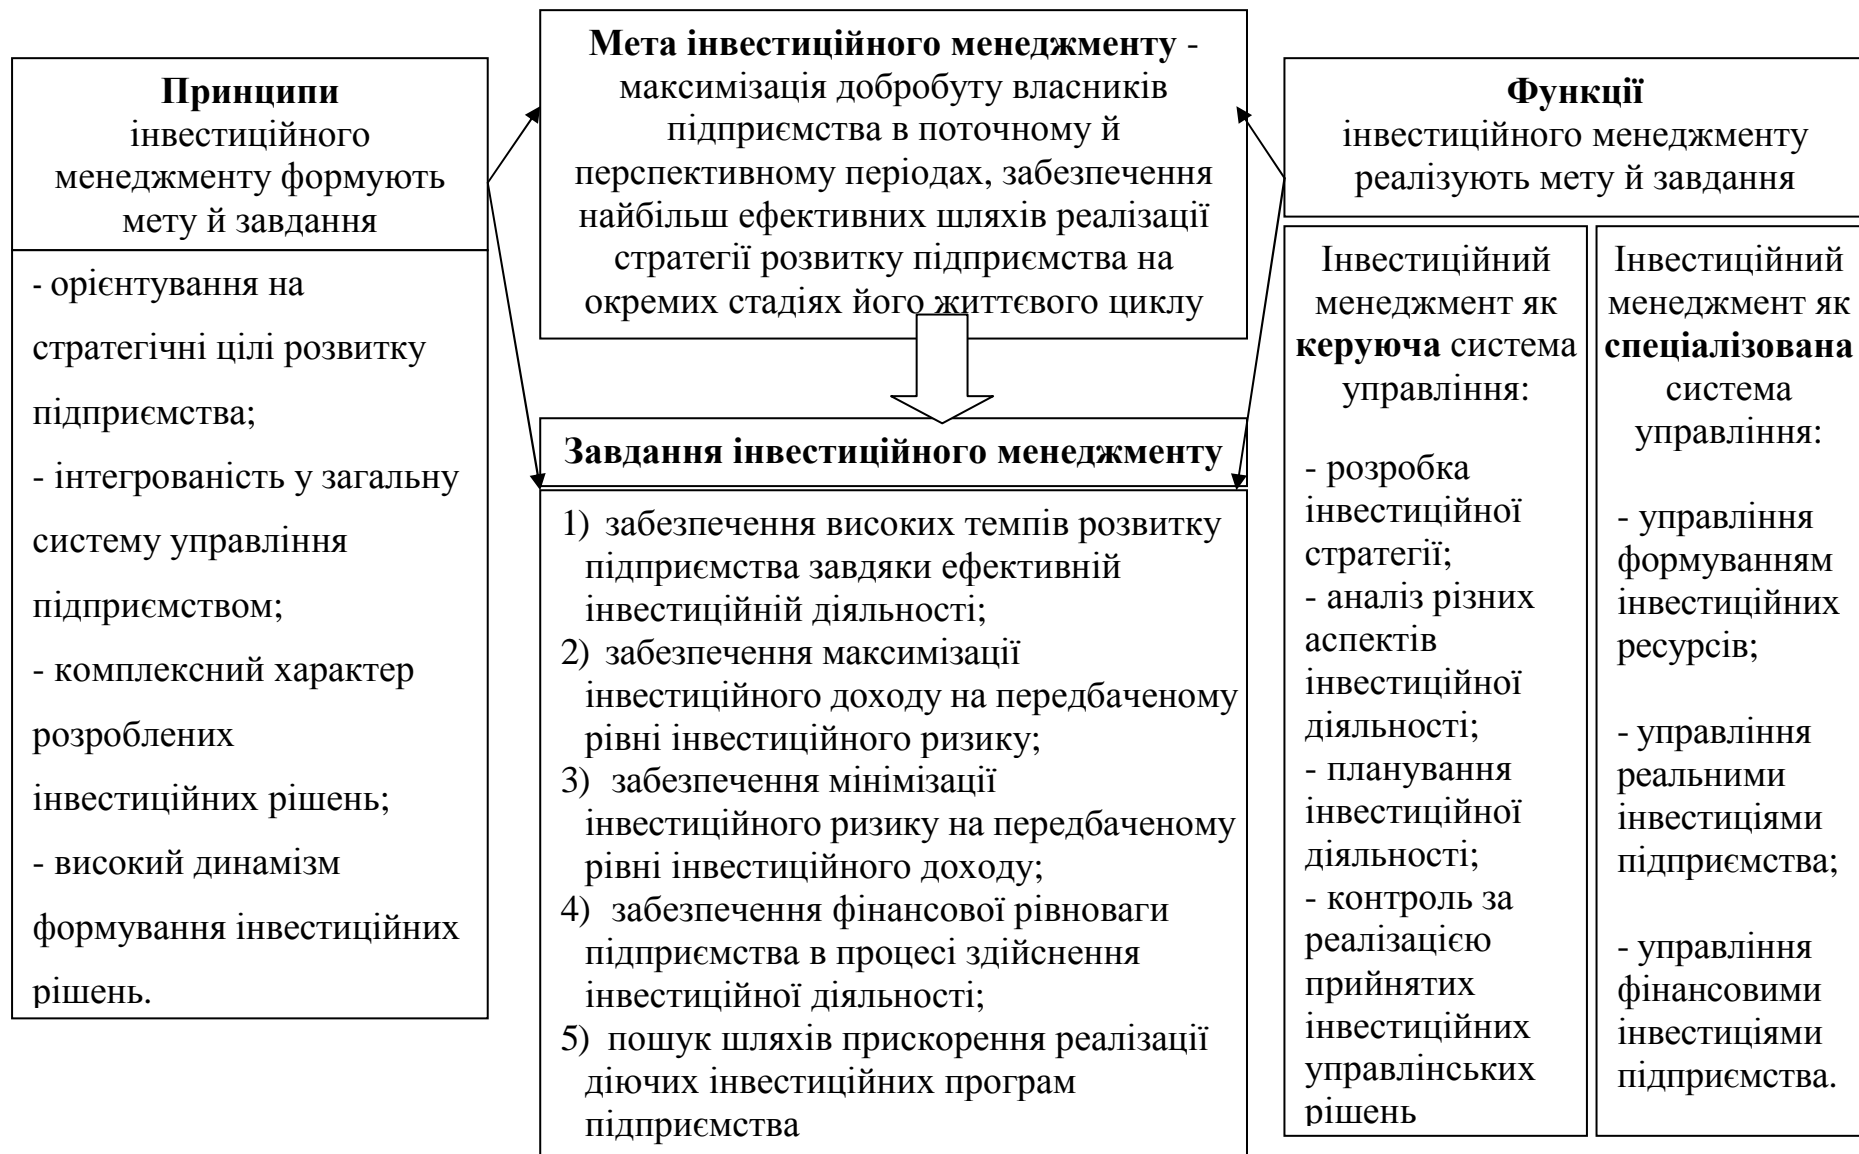 Принципи
інвестиційного
менеджменту формують
мету й завдання
- орієнтування на
стратегічні цілі розвитку
підприємства;
- інтегрованість у загальну
систему управління
підприємством;
- комплексний характер
розроблених
інвестиційних рішень;
- високий динамізм
формування інвестиційних
рішень.
Мета інвестиційного менеджменту -
максимізація добробуту власників
підприємства в поточному й
перспективному періодах, забезпечення
найбільш ефективних шляхів реалізації
стратегії розвитку підприємства на
окремих стадіях його життєвого циклу
Завдання інвестиційного менеджменту
1) забезпечення високих темпів розвитку
підприємства завдяки ефективній
інвестиційній діяльності;
2) забезпечення максимізації
інвестиційного доходу на передбаченому
рівні інвестиційного ризику;
3) забезпечення мінімізації
інвестиційного ризику на передбаченому
рівні інвестиційного доходу;
4) забезпечення фінансової рівноваги
підприємства в процесі здійснення
інвестиційної діяльності;
5) пошук шляхів прискорення реалізації
діючих інвестиційних програм
підприємства
Функції
інвестиційного менеджменту
реалізують мету й завдання
Інвестиційний
менеджмент як
керуюча система
управління:
- розробка
інвестиційної
стратегії;
- аналіз різних
аспектів
інвестиційної
діяльності;
- планування
інвестиційної
діяльності;
- контроль за
реалізацією
прийнятих
інвестиційних
управлінських
рішень
Інвестиційний
менеджмент як
спеціалізована
система
управління:
- управління
формуванням
інвестиційних
ресурсів;
- управління
реальними
інвестиціями
підприємства;
- управління
фінансовими
інвестиціями
підприємства.